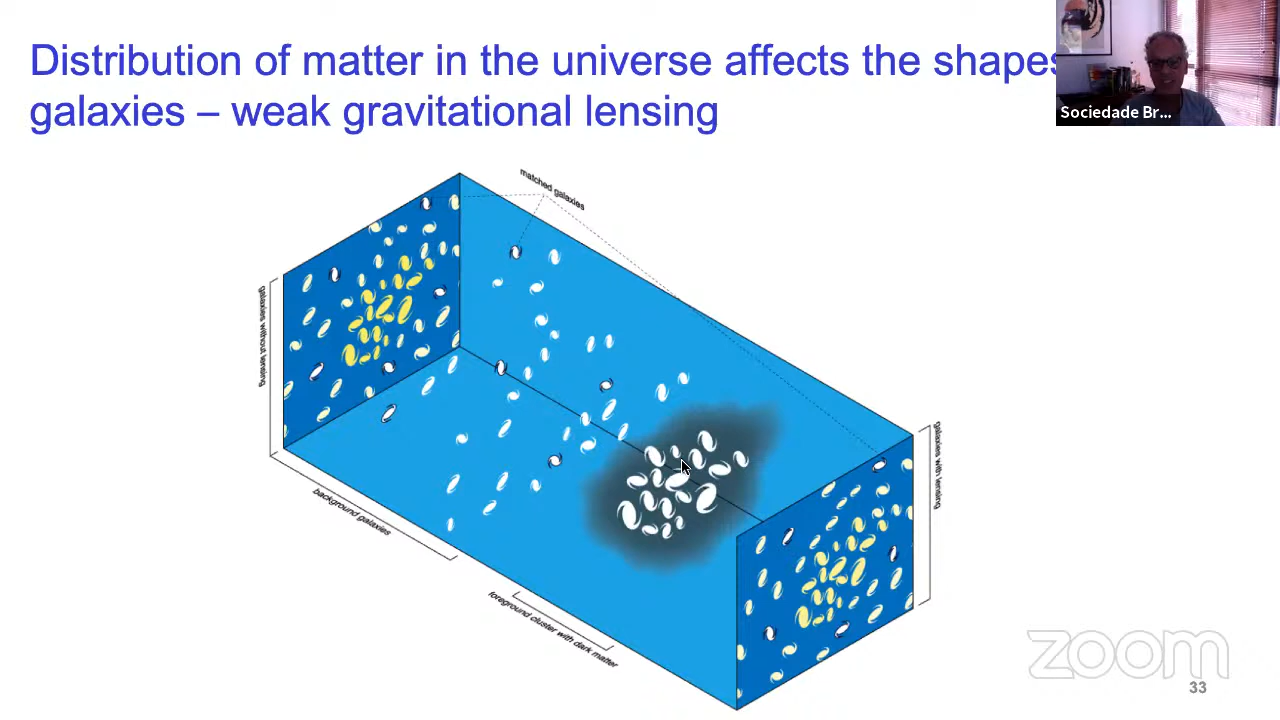 Distribution of matter in the universe affects the shapes
galaxies – weak gravitational lensing
Sociedade Br...
matched galaxies
galaxies without lensing
background galaxies
foreground cluster with dark matter
galaxies with lensing
zoom
33